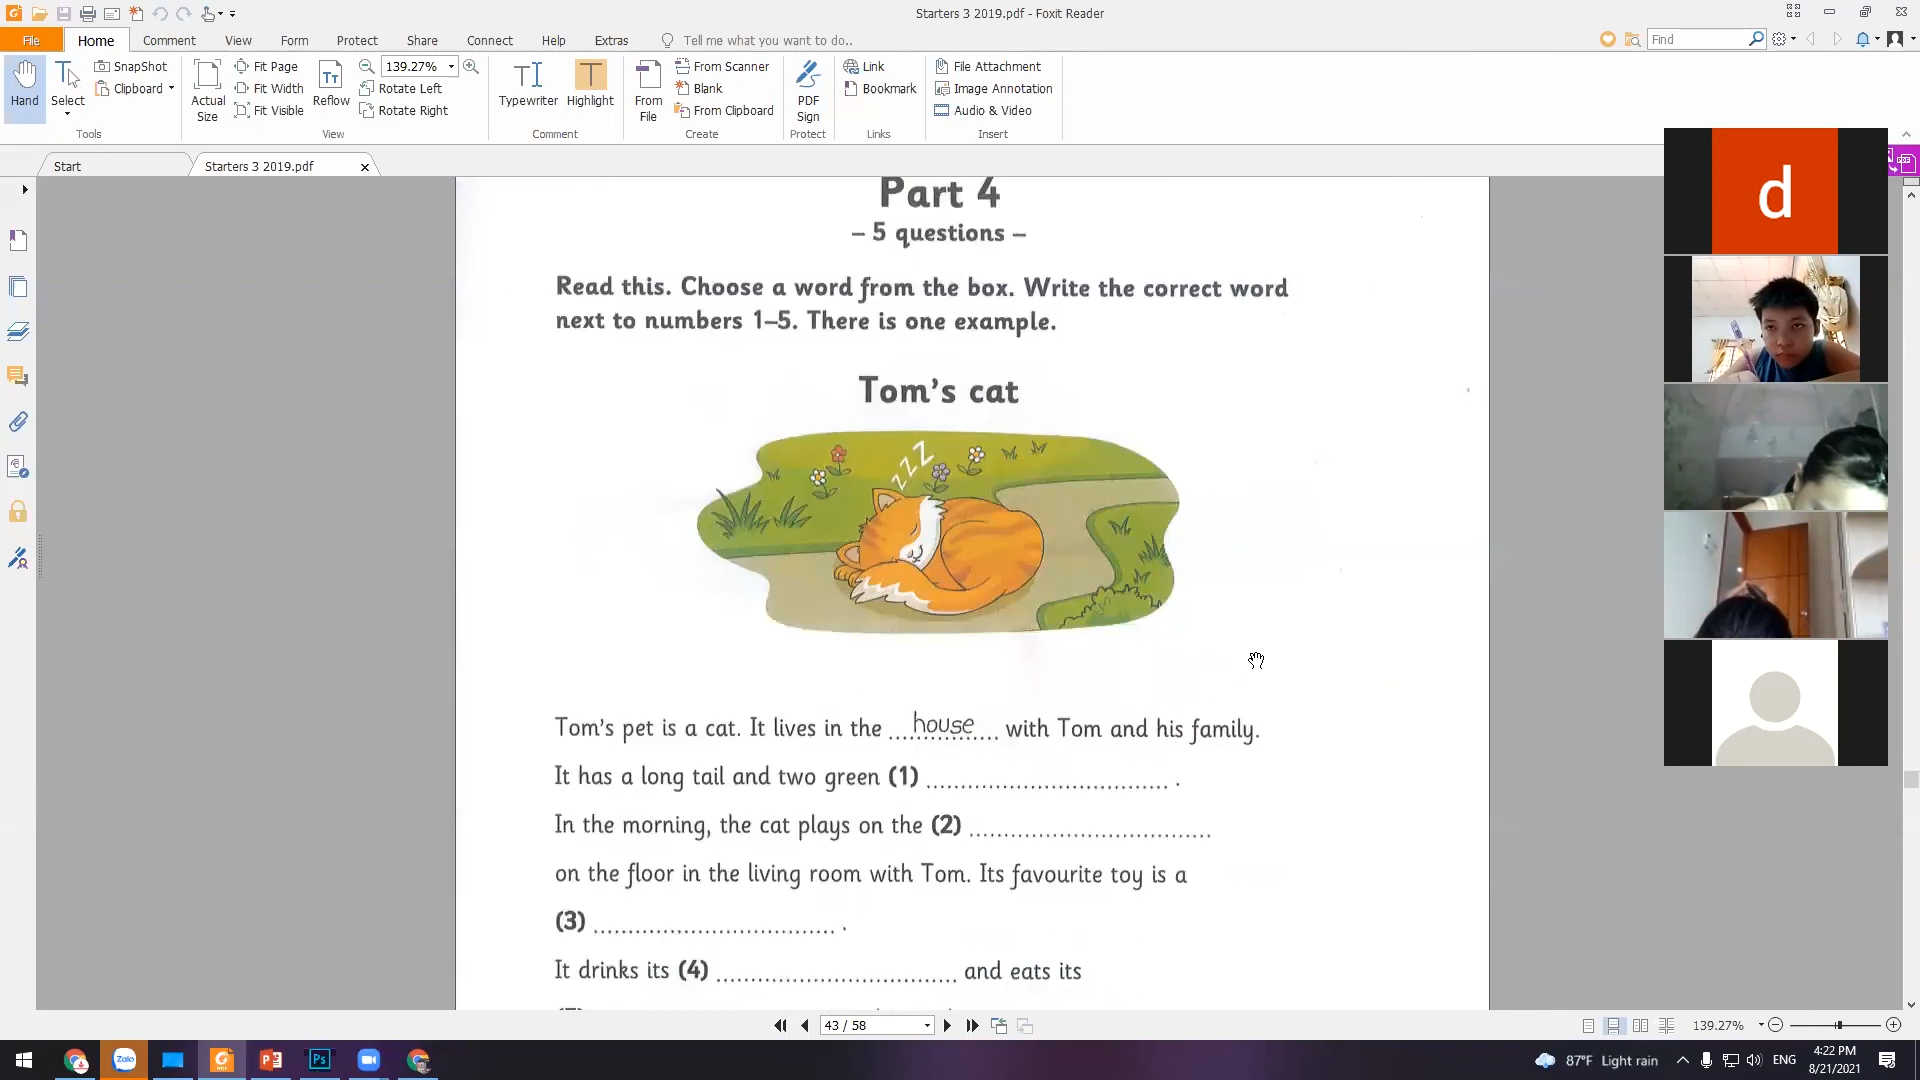 Starters 3 2019.pdf - Foxit Reader
File Home Comment View Form Protect Share Connect Help Extras Tell me what you want to do.. Find
Hand
Select
SnapShot
Clipboard
Tools
Actual Size
Fit Page
Fit Width
Fit Visible
Reflow
139.27%
Rotate Left
Rotate Right
View
Typewriter
Highlight
Comment
From File
From Scanner
Blank
From Clipboard
Create
PDF Sign
Protect
Link
Bookmark
Links
File Attachment
Image Annotation
Audio & Video
Insert
Start
Starters 3 2019.pdf
Part 4
– 5 questions –
Read this. Choose a word from the box. Write the correct word
next to numbers 1–5. There is one example.
Tom's cat
zzZ
Tom's pet is a cat. It lives in the house with Tom and his family.
It has a long tail and two green (1) .................................. .
In the morning, the cat plays on the (2) ..................................
on the floor in the living room with Tom. Its favourite toy is a
(3) .................................. .
It drinks its (4) .................................. and eats its
d
43 / 58
139.27%
87°F Light rain
ENG
4:22 PM
8/21/2021